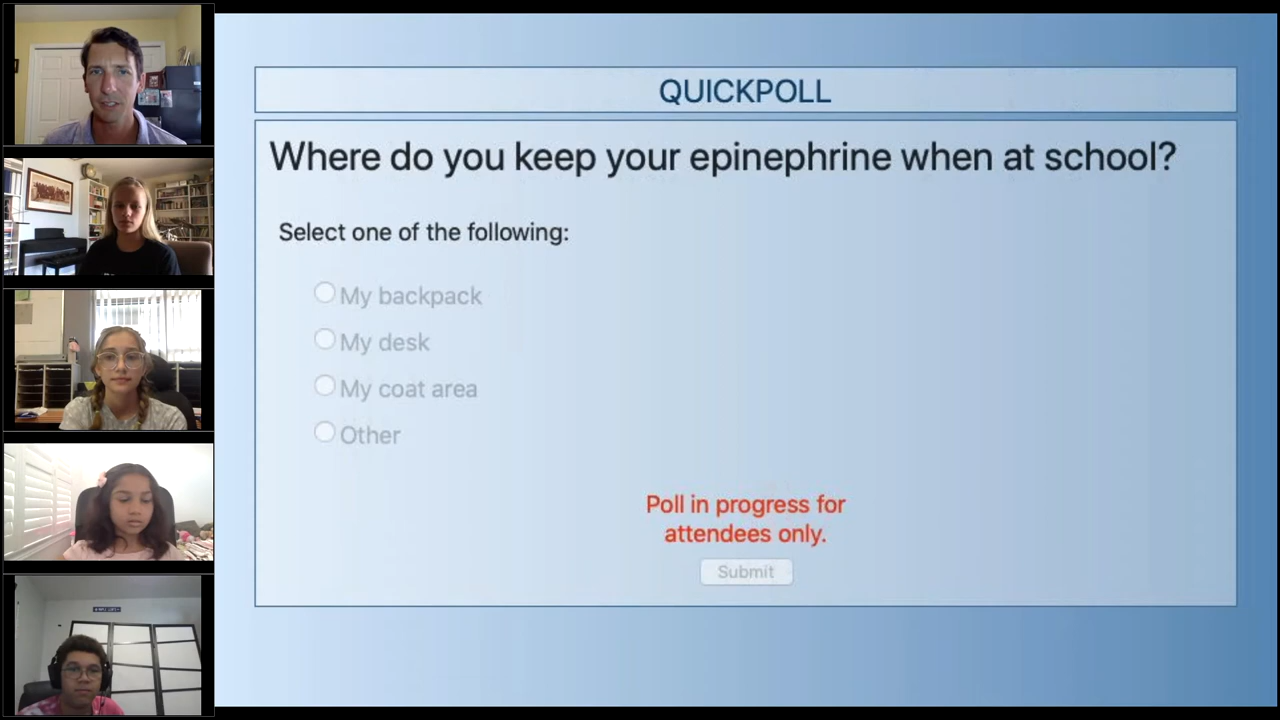 QUICKPOLL
Where do you keep your epinephrine when at school?
Select one of the following:
My backpack
My desk
My coat area
Other
Poll in progress for
attendees only.
Submit